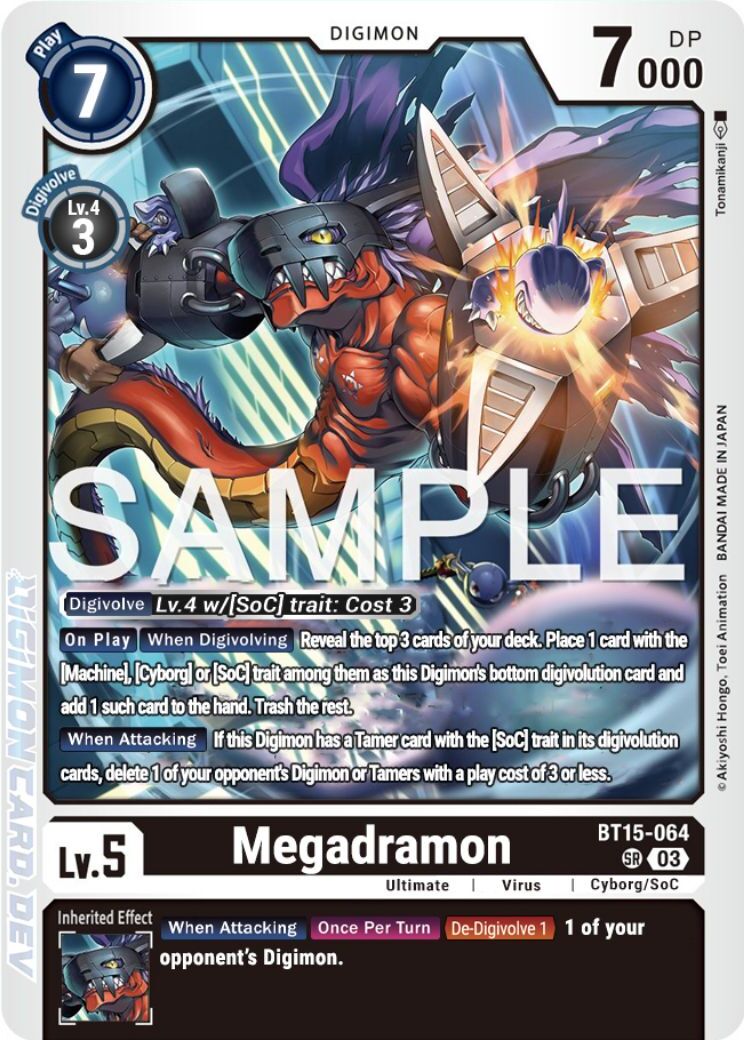 Play
7
DIGIMON
7000
DP
Digivolve
Lv.4
3
Tonamikanji
SAMPLE
Digivolve Lv.4 w/[SoC] trait: Cost 3
On Play When Digivolving Reveal the top 3 cards of your deck. Place 1 card with the
[Machine], [Cyborg] or [SoC] trait among them as this Digimon's bottom digivolution card and
add 1 such card to the hand. Trash the rest.
When Attacking If this Digimon has a Tamer card with the [SoC] trait in its digivolution
cards, delete 1 of your opponent's Digimon or Tamers with a play cost of 3 or less.
© Akiyoshi Hongo, Toei Animation BANDAI MADE IN JAPAN
DIGIMONCARD.DEV
Lv.5
Megadramon
BT15-064
SR 03
Ultimate | Virus | Cyborg/SoC
Inherited Effect
When Attacking Once Per Turn De-Digivolve 1 1 of your
opponent's Digimon.